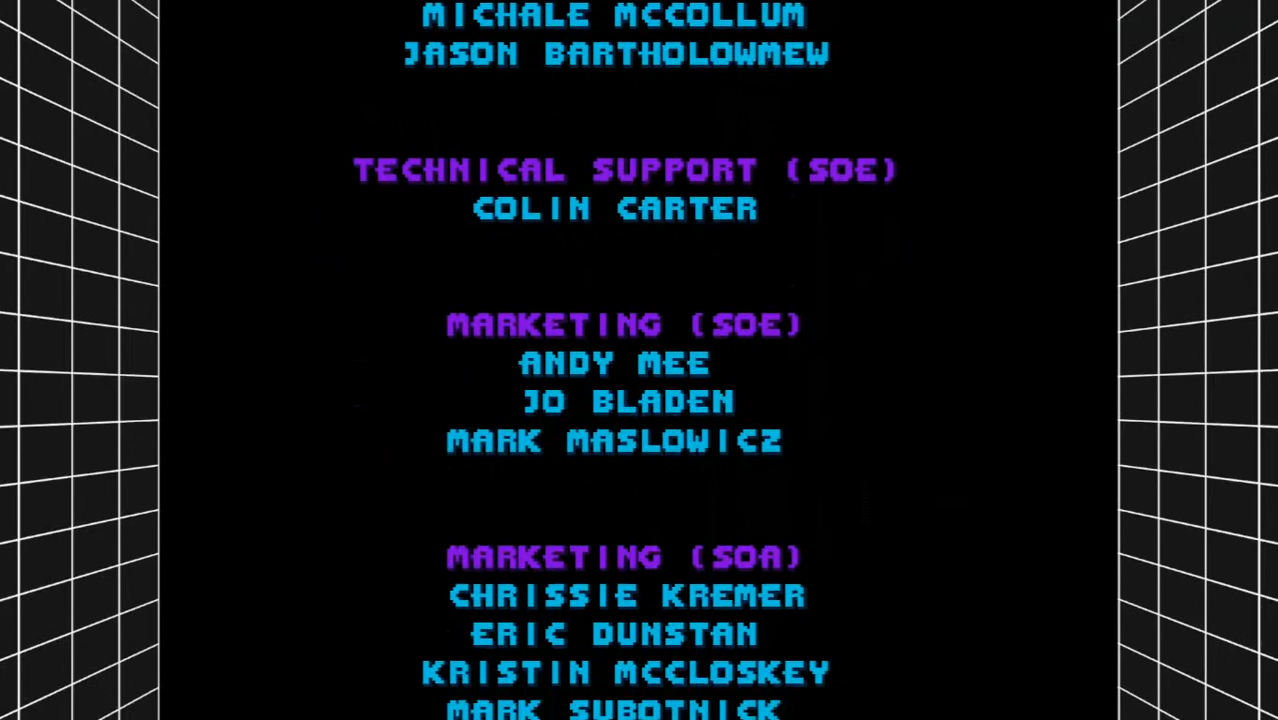 MICHALE MCCOLLUM
JASON BARTHOLOWMEW
TECHNICAL SUPPORT (SOE)
COLIN CARTER
MARKETING (SOE)
ANDY MEE
JO BLADEN
MARK MASLOWICZ
MARKETING (SOA)
CHRISSIE KREMER
ERIC DUNSTAN
KRISTIN MCCLOSKEY
MARK SUBOTNICK